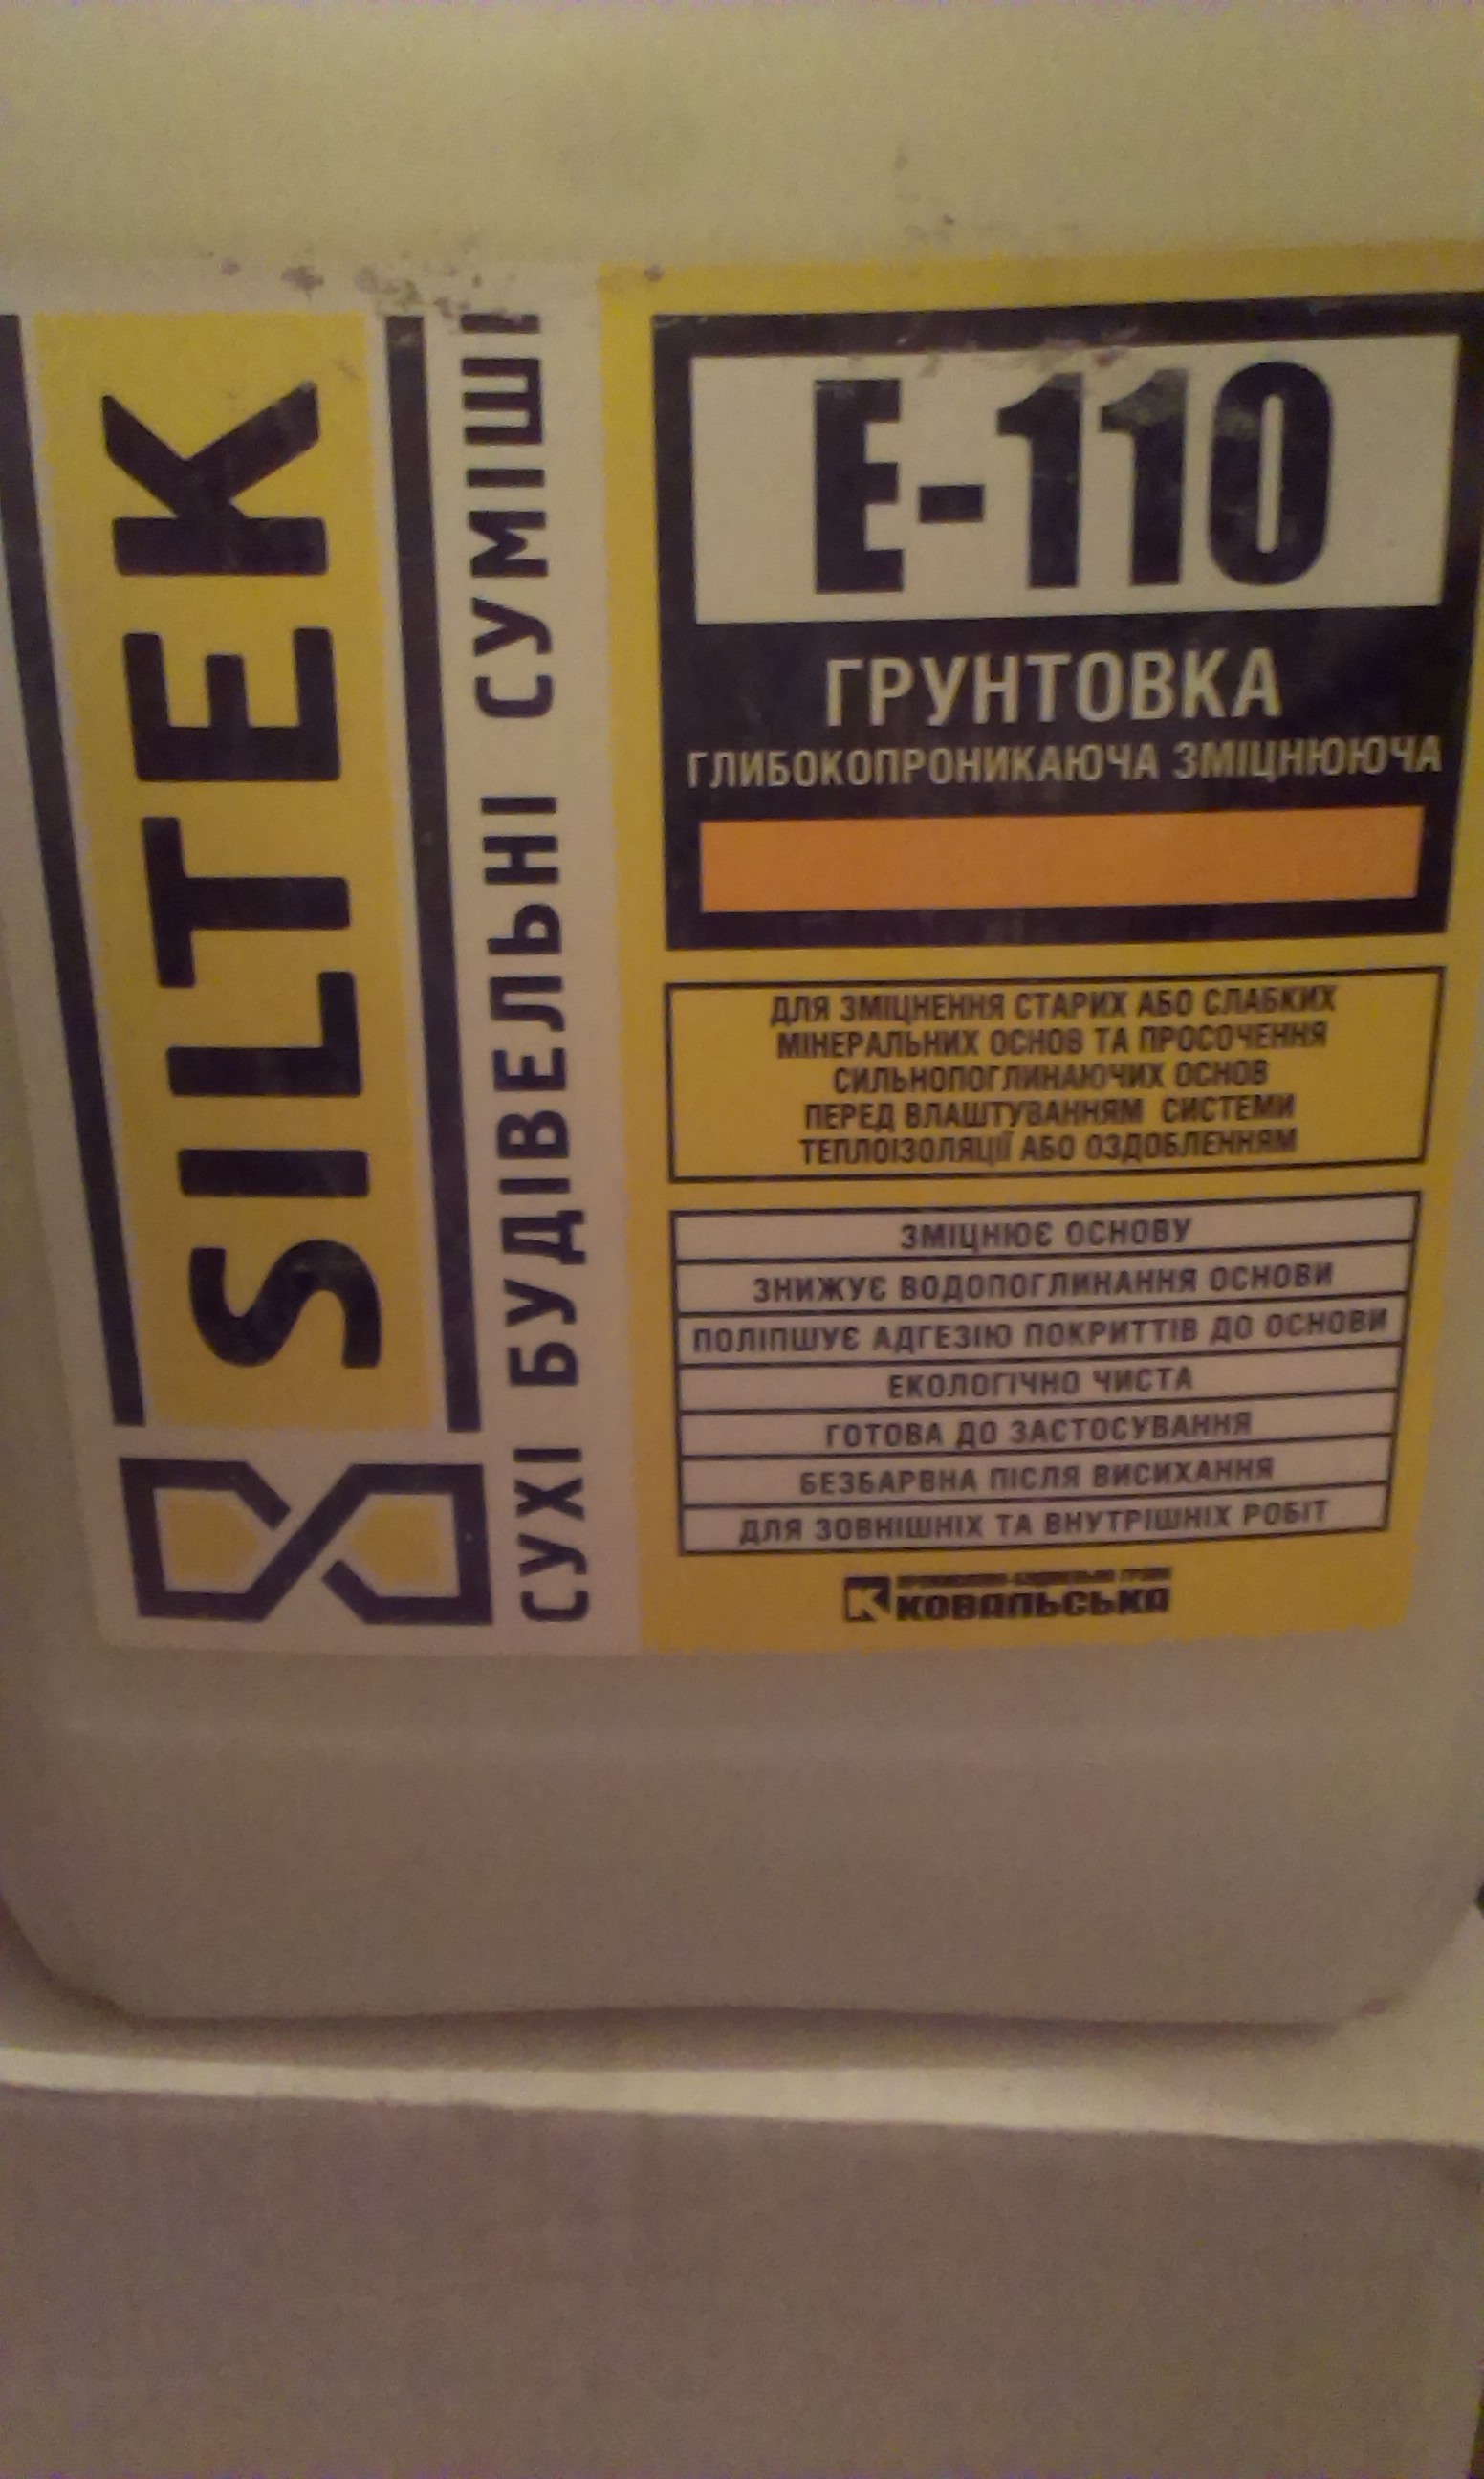 SILTEK
СУХІ БУДІВЕЛЬНІ СУМІШІ
E-110
ГРУНТОВКА
ГЛИБОКОПРОНИКАЮЧА ЗМІЦНЮЮЧА
ДЛЯ ЗМІЦНЕННЯ СТАРИХ АБО СЛАБКИХ
МІНЕРАЛЬНИХ ОСНОВ ТА ПРОСОЧЕННЯ
СИЛЬНОПОГЛИНАЮЧИХ ОСНОВ
ПЕРЕД ВЛАШТУВАННЯМ СИСТЕМИ
ТЕПЛОІЗОЛЯЦІЇ АБО ОЗДОБЛЕННЯМ
ЗМІЦНЮЄ ОСНОВУ
ЗНИЖУЄ ВОДОПОГЛИНАННЯ ОСНОВИ
ПОЛІПШУЄ АДГЕЗІЮ ПОКРИТТІВ ДО ОСНОВИ
ЕКОЛОГІЧНО ЧИСТА
ГОТОВА ДО ЗАСТОСУВАННЯ
БЕЗБАРВНА ПІСЛЯ ВИСИХАННЯ
ДЛЯ ЗОВНІШНІХ ТА ВНУТРІШНІХ РОБІТ
КОВАЛЬСЬКА